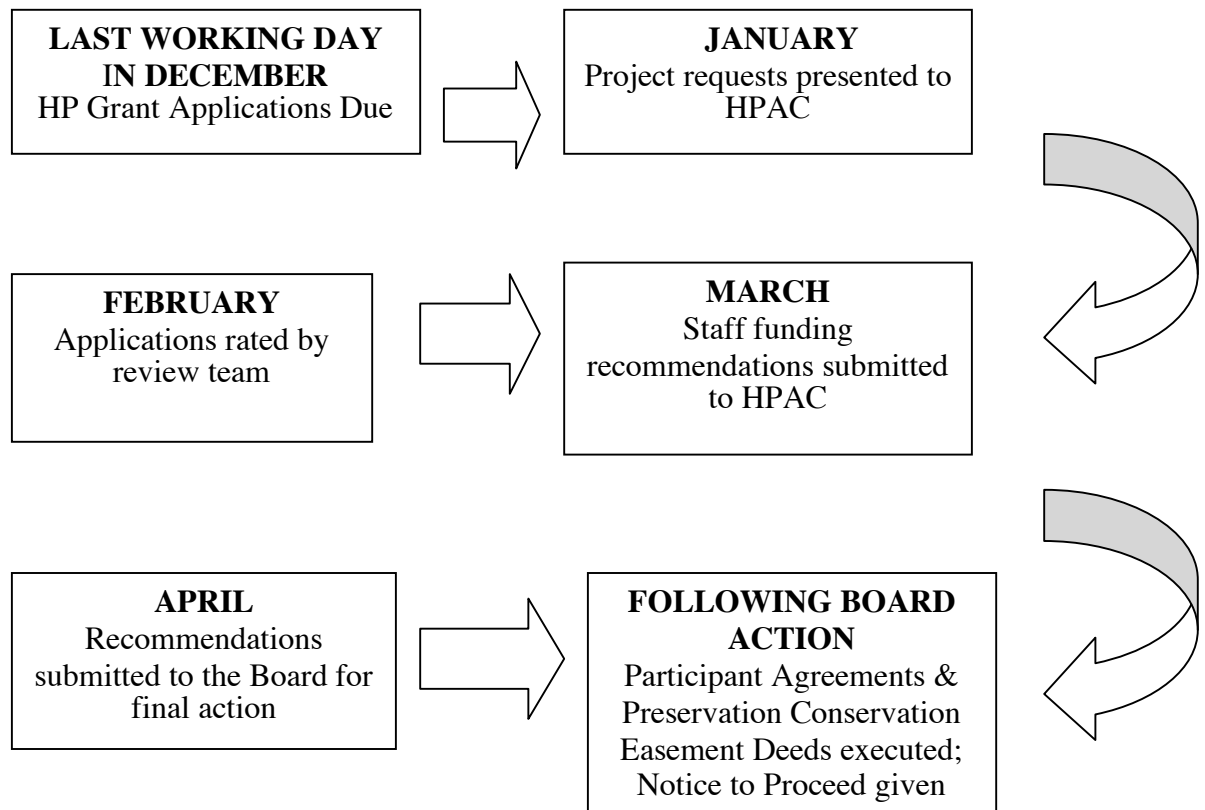 LAST WORKING DAY
IN DECEMBER
HP Grant Applications Due
JANUARY
Project requests presented to
HPAC
FEBRUARY
Applications rated by
review team
MARCH
Staff funding
recommendations submitted
to HPAC
APRIL
Recommendations
submitted to the Board for
final action
FOLLOWING BOARD
ACTION
Participant Agreements &
Preservation Conservation
Easement Deeds executed;
Notice to Proceed given